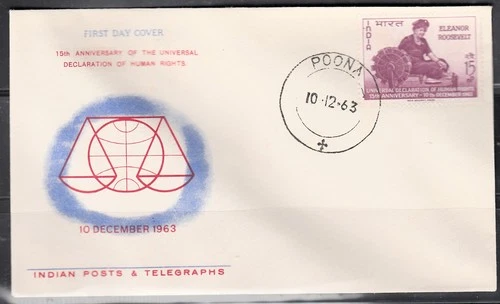 FIRST DAY COVER
15th ANNIVERSARY OF THE UNIVERSAL
DECLARATION OF HUMAN RIGHTS
10 DECEMBER 1963
INDIAN POSTS & TELEGRAPHS
POONA
10-12-63
भारत
INDIA
ELEANOR
ROOSEVELT
15
UNIVERSAL DECLARATION OF HUMAN RIGHTS
15TH ANNIVERSARY - 10TH DECEMBER 1963